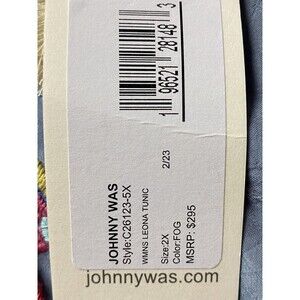 1 96521 28148 3
2/23
JOHNNY WAS
Style:C26123-5X
WMNS LEONA TUNIC
Size:2X
Color:FOG
MSRP: $295
johnnywas.com